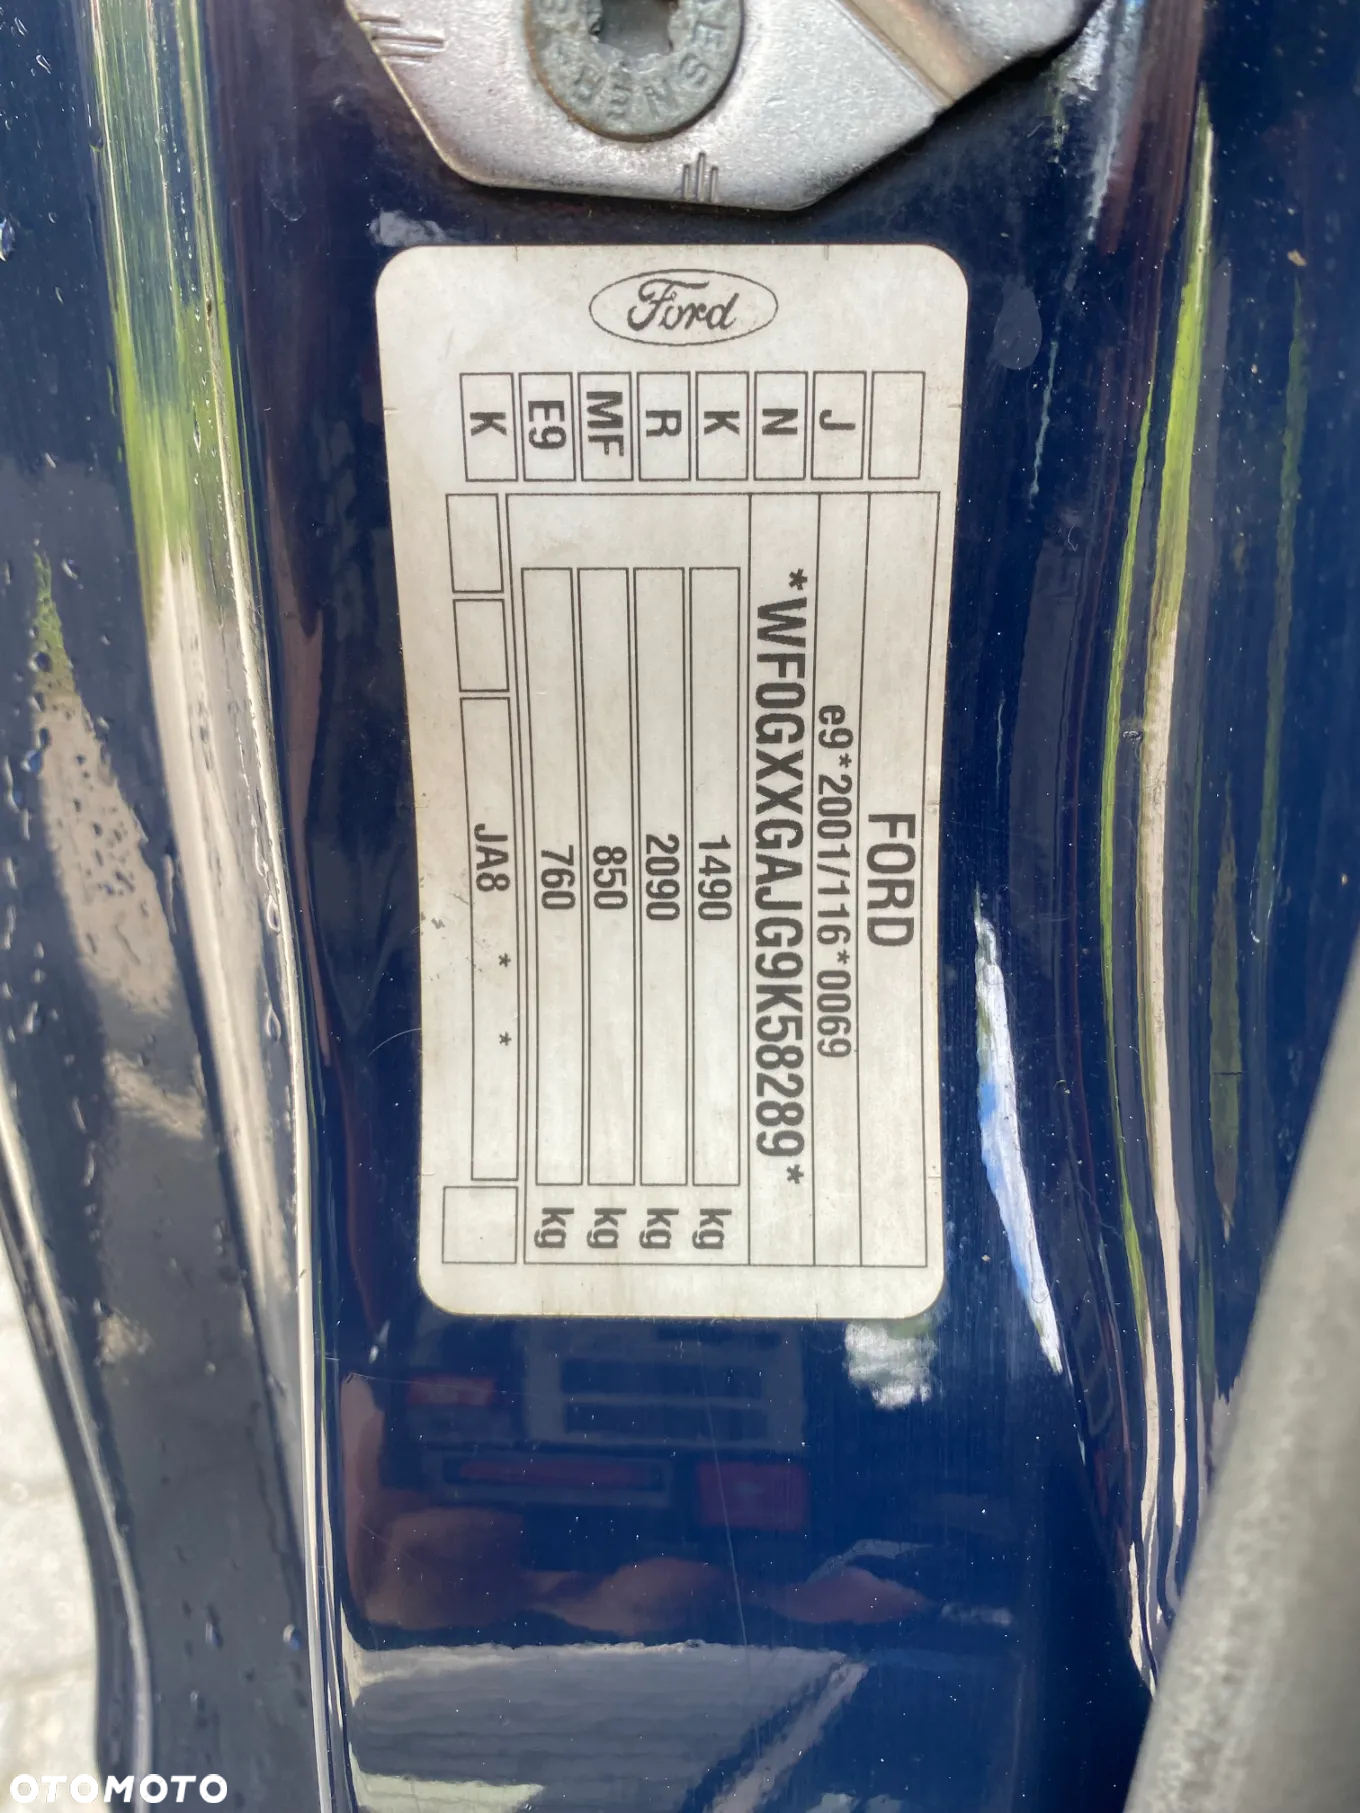 Ford
FORD
e9*2001/116*0069
*WF0GXXGAJG9K58289*
1490 kg
2090 kg
850 kg
760 kg
JA8 * *
J
N
K
R
MF
E9
K
OTOMOTO